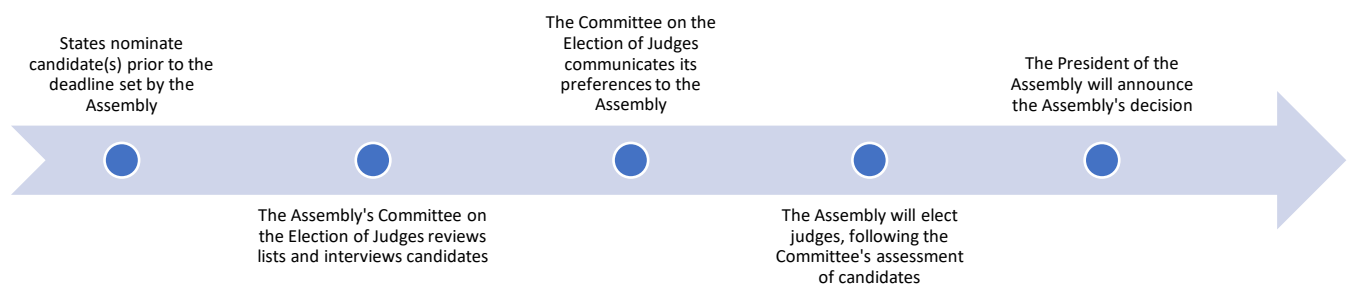 States nominate
candidate(s) prior to the
deadline set by the
Assembly
The Assembly's Committee on
the Election of Judges reviews
lists and interviews candidates
The Committee on the
Election of Judges
communicates its
preferences to the
Assembly
The Assembly will elect
judges, following the
Committee's assessment
of candidates
The President of the
Assembly will announce
the Assembly's decision